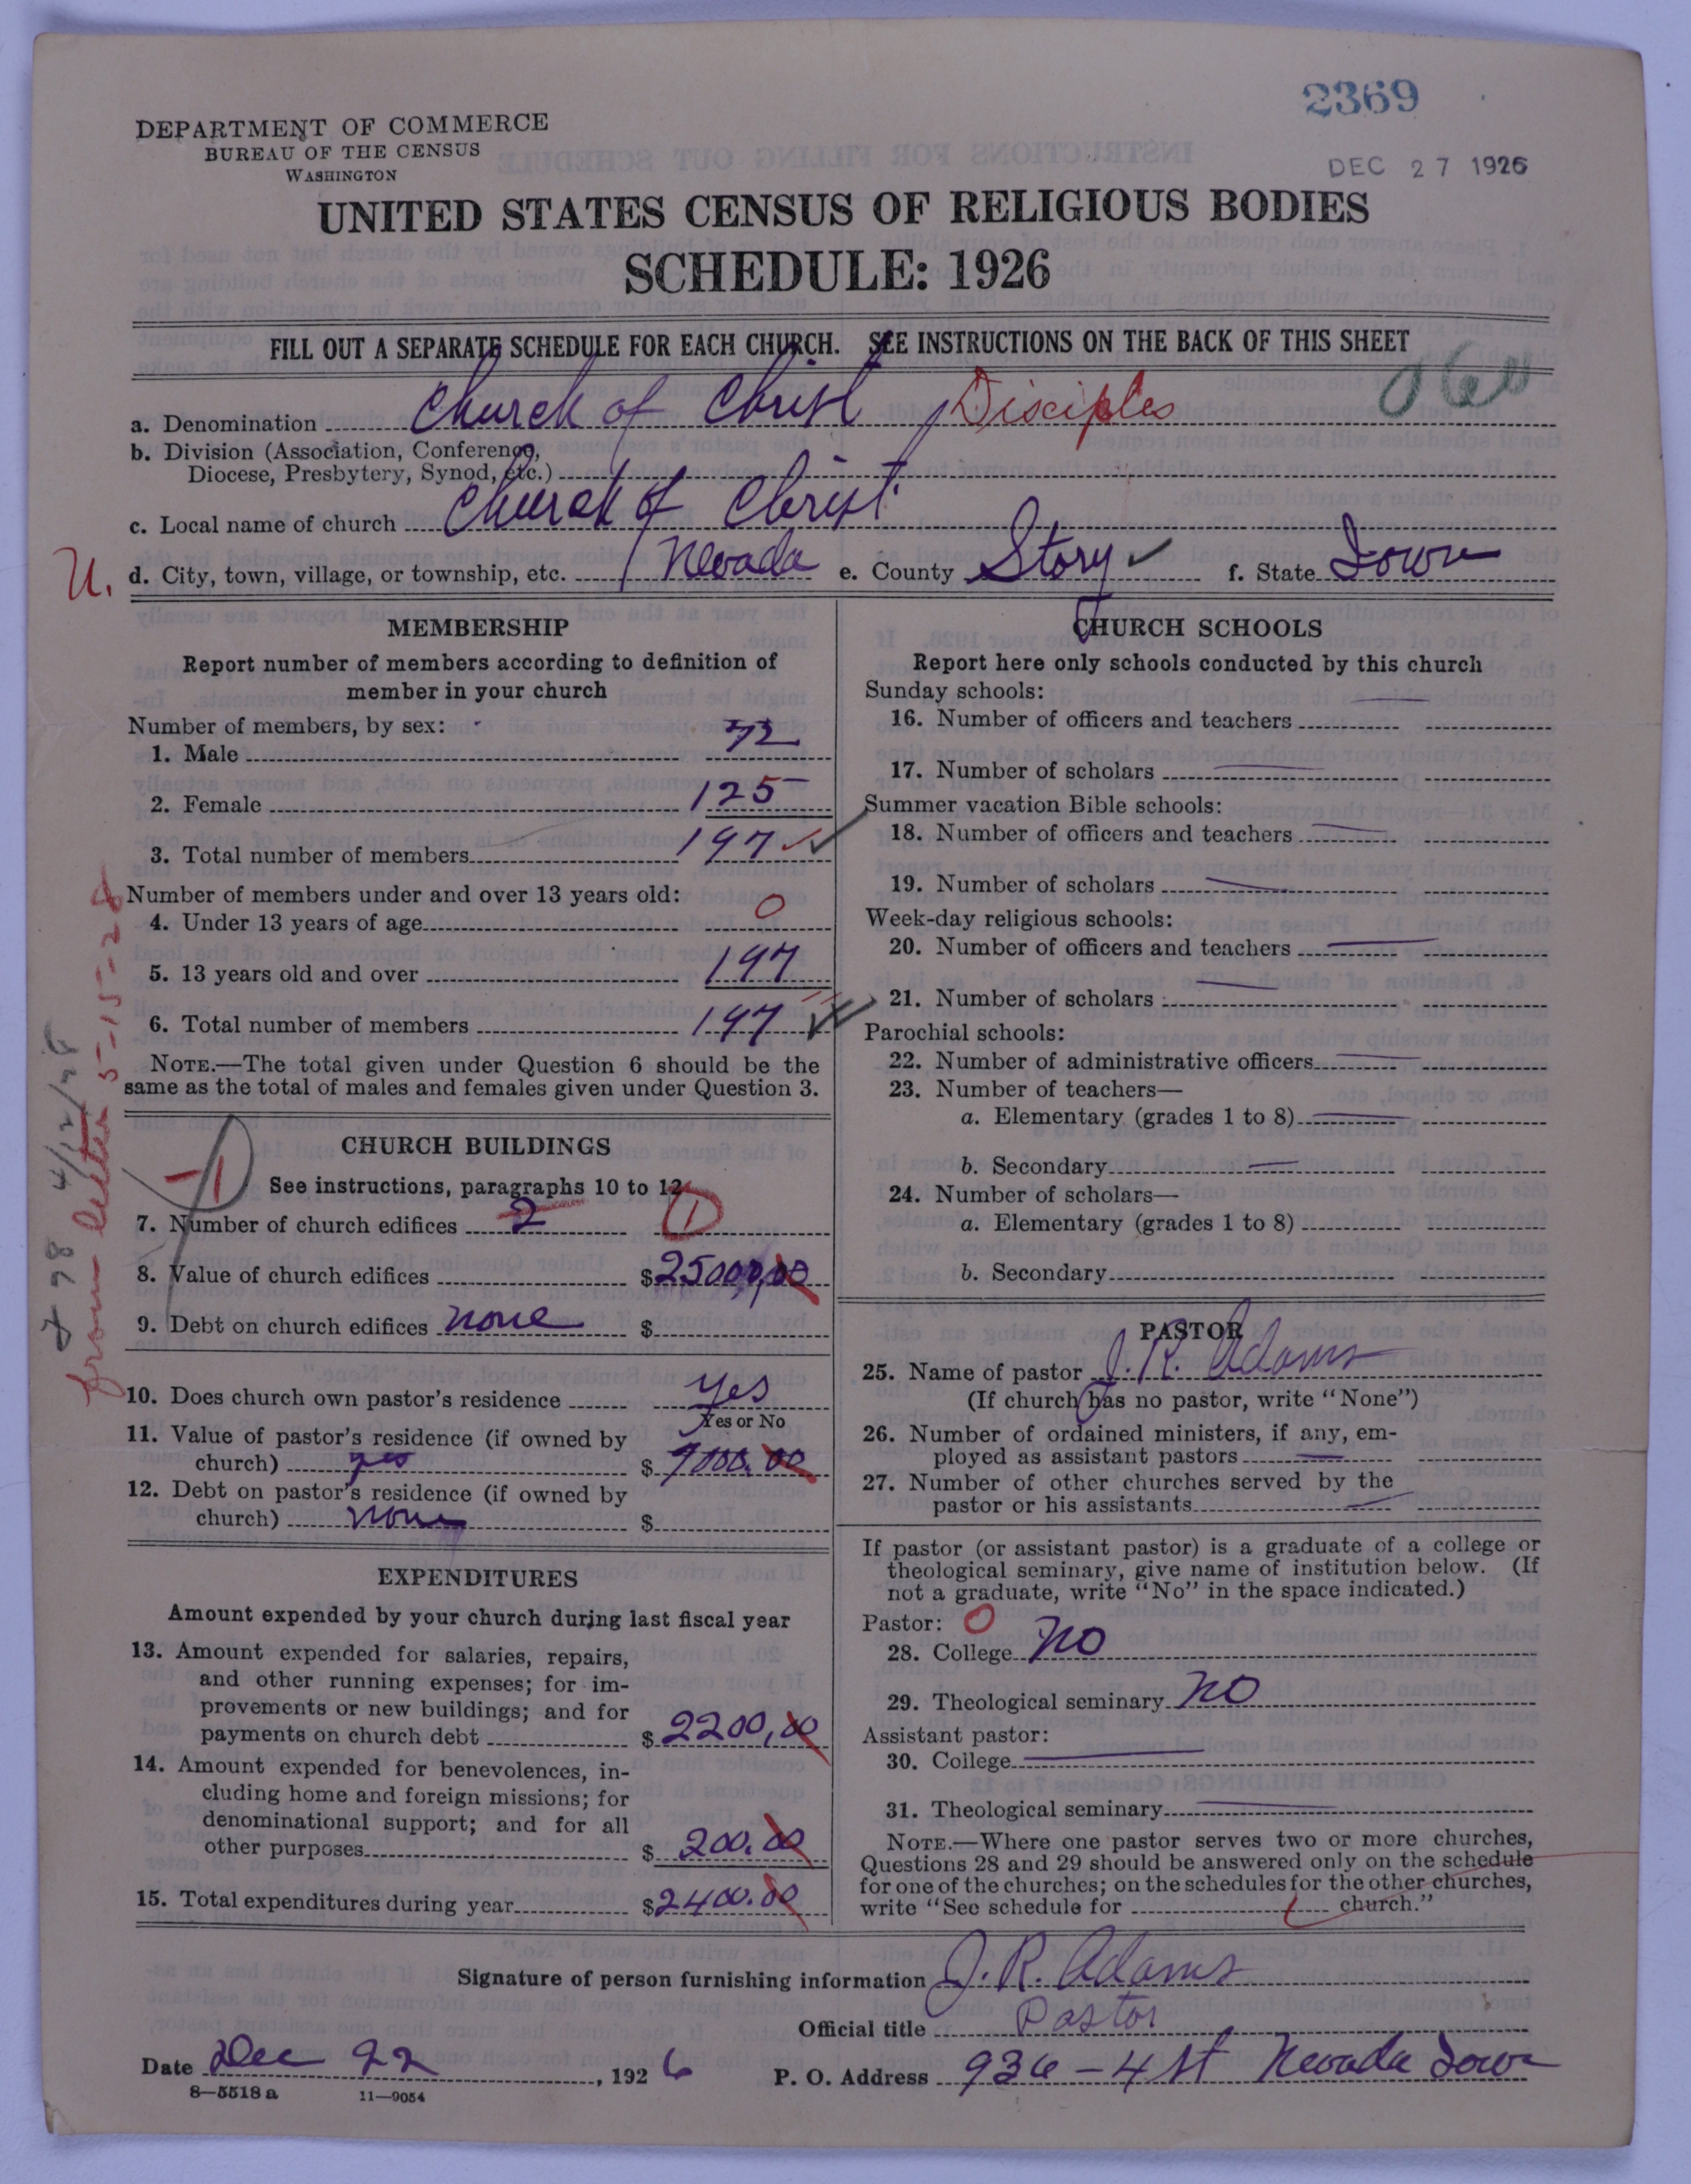 2369
DEPARTMENT OF COMMERCE
BUREAU OF THE CENSUS
WASHINGTON
DEC 27 1926
UNITED STATES CENSUS OF RELIGIOUS BODIES
SCHEDULE: 1926
FILL OUT A SEPARATE SCHEDULE FOR EACH CHURCH. SEE INSTRUCTIONS ON THE BACK OF THIS SHEET
a. Denomination Church of Christ Disciples
b. Division (Association, Conference,
Diocese, Presbytery, Synod, etc.)
c. Local name of church Church of Christ
U. d. City, town, village, or township, etc. Nevada e. County Story f. State Iowa
MEMBERSHIP
Report number of members according to definition of
member in your church
Number of members, by sex:
1. Male 72
2. Female 125
3. Total number of members 197
Number of members under and over 13 years old:
4. Under 13 years of age 0
5. 13 years old and over 197
6. Total number of members 197
NOTE.—The total given under Question 6 should be the
same as the total of males and females given under Question 3.
from letter 5-15-28
4/12/28
CHURCH BUILDINGS
-1
See instructions, paragraphs 10 to 12
7. Number of church edifices 2 1
8. Value of church edifices $25000,00
9. Debt on church edifices none $
10. Does church own pastor's residence yes
Yes or No
11. Value of pastor's residence (if owned by
church) yes $ 7000.00
12. Debt on pastor's residence (if owned by
church) none $
EXPENDITURES
Amount expended by your church during last fiscal year
13. Amount expended for salaries, repairs,
and other running expenses; for im-
provements or new buildings; and for
payments on church debt $ 2200,00
14. Amount expended for benevolences, in-
cluding home and foreign missions; for
denominational support; and for all
other purposes $ 200.00
15. Total expenditures during year $2400.00
CHURCH SCHOOLS
Report here only schools conducted by this church
Sunday schools:
16. Number of officers and teachers
17. Number of scholars
Summer vacation Bible schools:
18. Number of officers and teachers
19. Number of scholars
Week-day religious schools:
20. Number of officers and teachers
21. Number of scholars
Parochial schools:
22. Number of administrative officers
23. Number of teachers—
a. Elementary (grades 1 to 8)
b. Secondary
24. Number of scholars—
a. Elementary (grades 1 to 8)
b. Secondary
PASTOR
25. Name of pastor J. R. Adams
(If church has no pastor, write "None")
26. Number of ordained ministers, if any, em-
ployed as assistant pastors
27. Number of other churches served by the
pastor or his assistants
If pastor (or assistant pastor) is a graduate of a college or
theological seminary, give name of institution below. (If
not a graduate, write "No" in the space indicated.)
Pastor: 0
28. College no
29. Theological seminary no
Assistant pastor:
30. College
31. Theological seminary
NOTE.—Where one pastor serves two or more churches,
Questions 28 and 29 should be answered only on the schedule
for one of the churches; on the schedules for the other churches,
write "See schedule for church."
Signature of person furnishing information J. R. Adams
Official title Pastor
Date Dec 22, 1926 P. O. Address 936 - 4 St Nevada Iowa
8—5518 a 11—9054